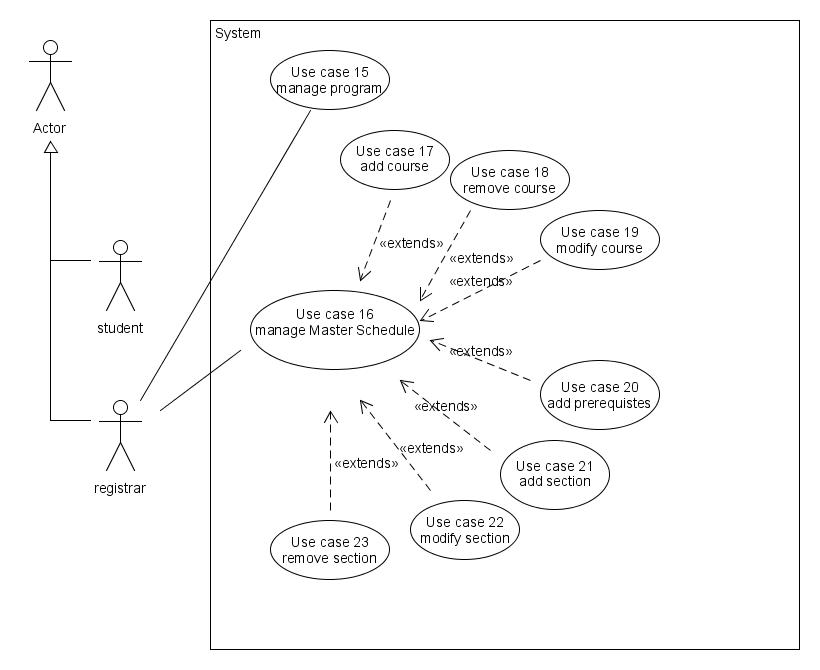 System
Use case 15
manage program
Actor
Use case 17
add course
Use case 18
remove course
Use case 19
modify course
«extends»
«extends»
«extends»
Use case 16
manage Master Schedule
student
«extends»
Use case 20
add prerequistes
«extends»
«extends»
«extends»
Use case 21
add section
registrar
Use case 22
modify section
Use case 23
remove section